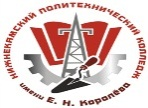 НИЖНЕКАМСКИЙ ПОЛИТЕХНИЧЕСКИЙ КОЛЛЕДЖ
ИМЕНИ Е. Н. Королёва